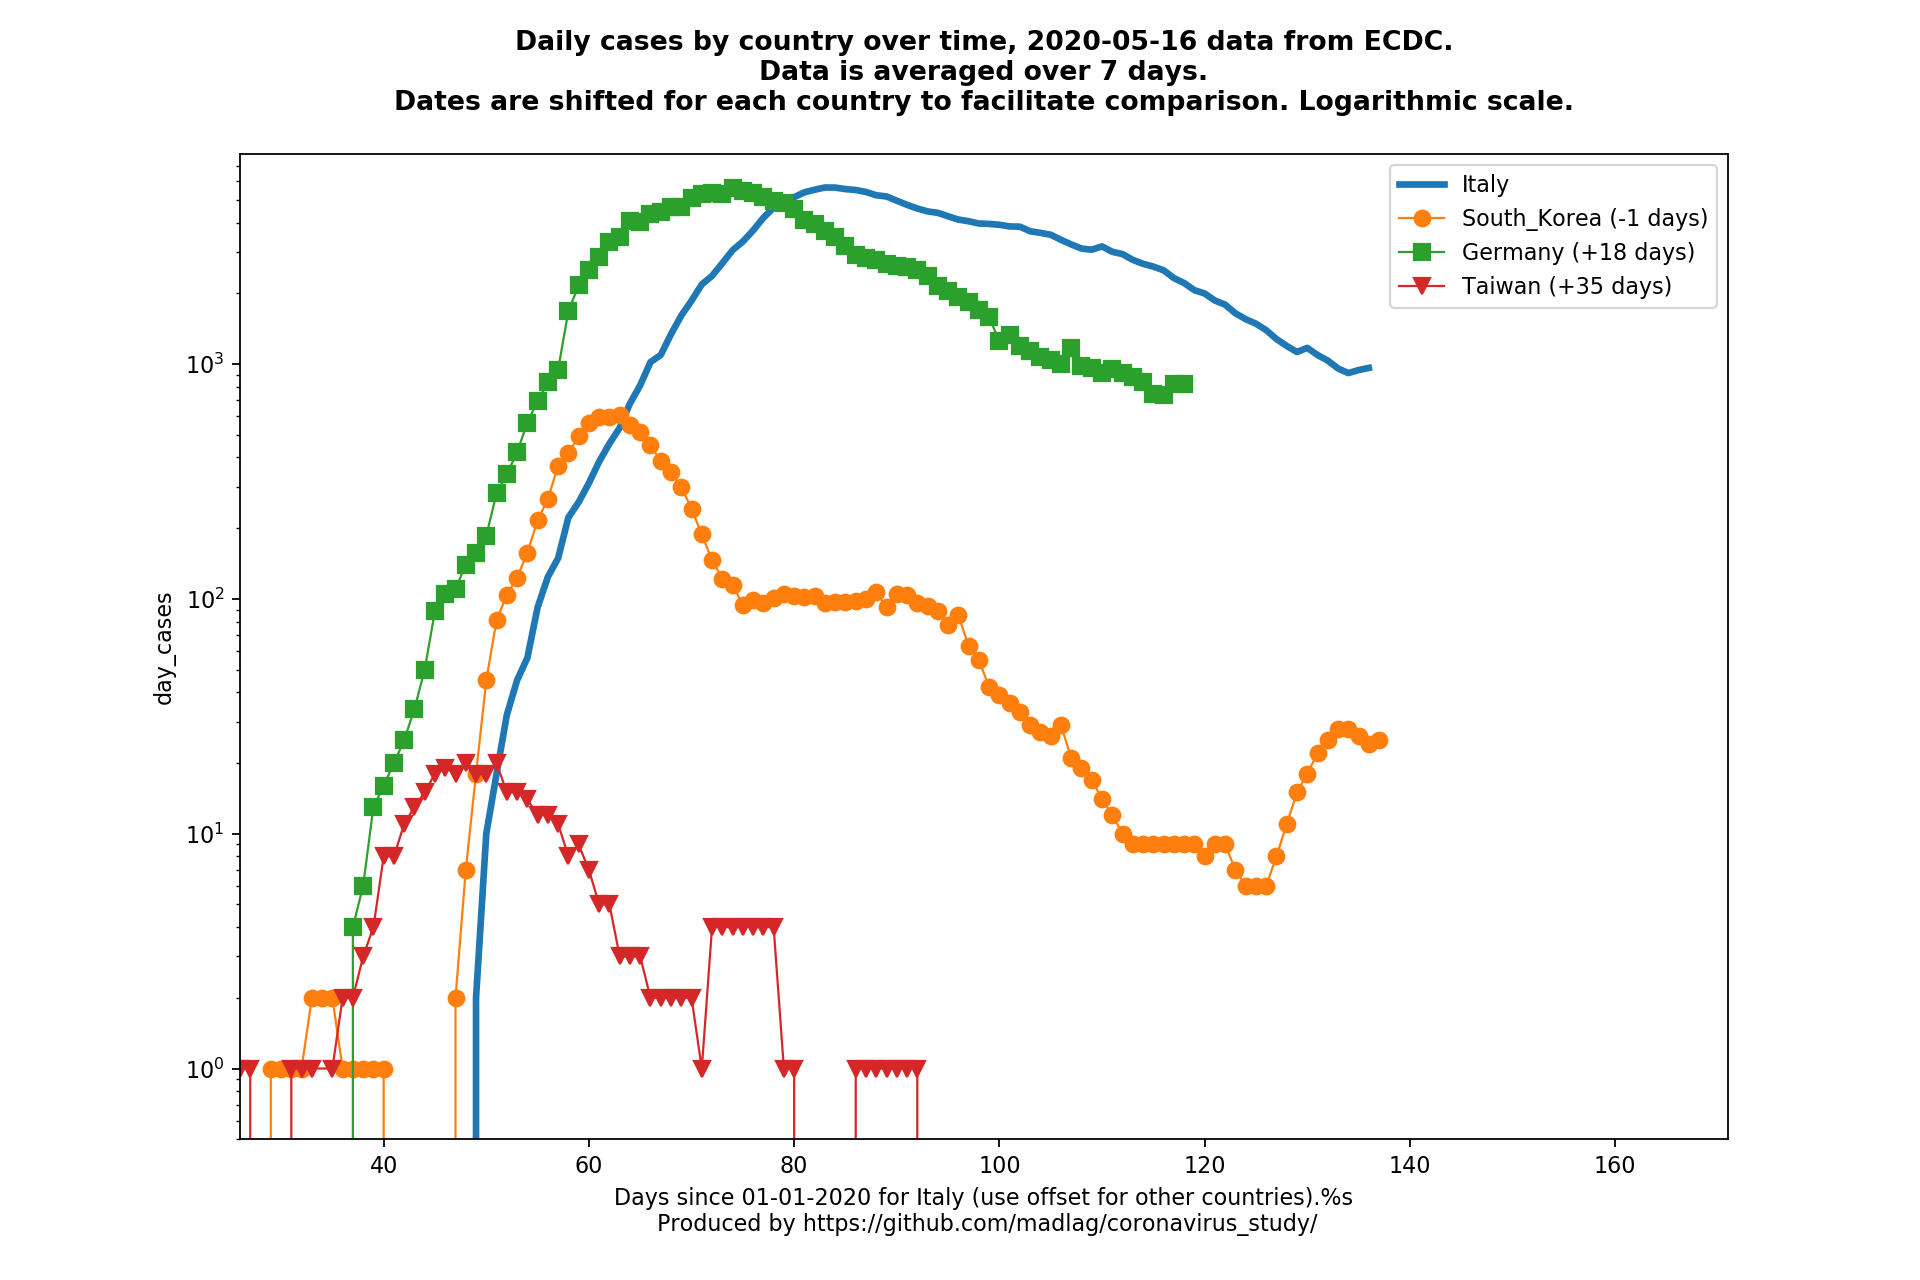 Daily cases by country over time, 2020-05-16 data from ECDC.
Data is averaged over 7 days.
Dates are shifted for each country to facilitate comparison. Logarithmic scale.
Italy
South_Korea (-1 days)
Germany (+18 days)
Taiwan (+35 days)
day_cases
10³
10²
10¹
10⁰
40 60 80 100 120 140 160
Days since 01-01-2020 for Italy (use offset for other countries).%s
Produced by https://github.com/madlag/coronavirus_study/